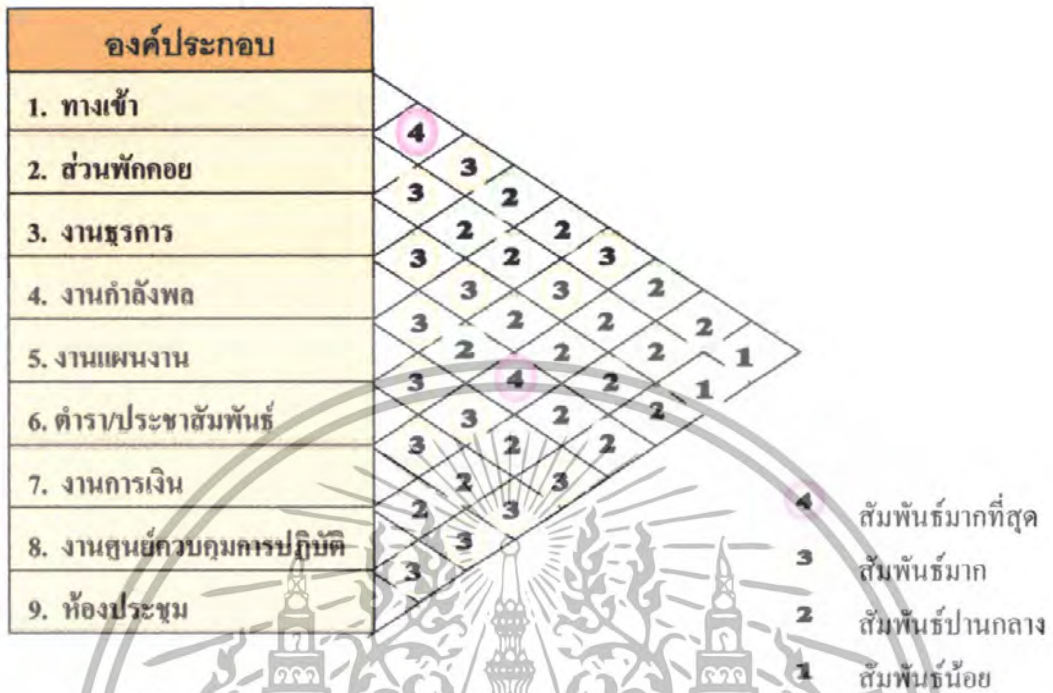 องค์ประกอบ
1. ทางเข้า
4
2. ส่วนพักคอย
3
3 2
3. งานธุรการ
2 2
3 2 3
4. งานกำลังพล
3 3 2
3 2 2 2
5. งานแผนงาน
2 2 2 1
3 4 2 1
6. ตำรา/ประชาสัมพันธ์
3 2 2
3 2 2
7. งานการเงิน
2 3
2 3
8. งานศูนย์ควบคุมการปฏิบัติ
3
3
9. ห้องประชุม
4 สัมพันธ์มากที่สุด
3 สัมพันธ์มาก
2 สัมพันธ์ปานกลาง
1 สัมพันธ์น้อย